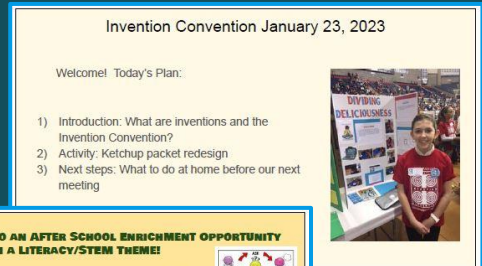 Invention Convention January 23, 2023
Welcome! Today's Plan:
1) Introduction: What are inventions and the
Invention Convention?
2) Activity: Ketchup packet redesign
3) Next steps: What to do at home before our next
meeting
DIVIDING
DELICIOUSNESS
O AN AFTER SCHOOL ENRICHMENT OPPORTUNITY
A LITERACY/STEM THEME!
ASK